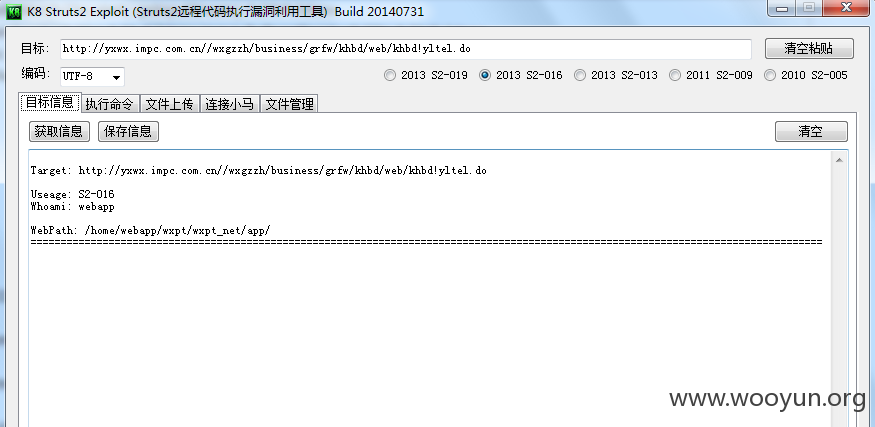 K8 Struts2 Exploit (Struts2远程代码执行漏洞利用工具) Build 20140731
目标: http://yxwx.impc.com.cn//wxgzzh/business/grfw/khbd/web/khbd!yltel.do 清空粘贴
编码: UTF-8 2013 S2-019 2013 S2-016 2013 S2-013 2011 S2-009 2010 S2-005
目标信息 执行命令 文件上传 连接小马 文件管理
获取信息 保存信息 清空
Target: http://yxwx.impc.com.cn//wxgzzh/business/grfw/khbd/web/khbd!yltel.do
Useage: S2-016
Whoami: webapp
WebPath: /home/webapp/wxpt/wxpt_net/app/
====================================================================================================================================
www.wooyun.org